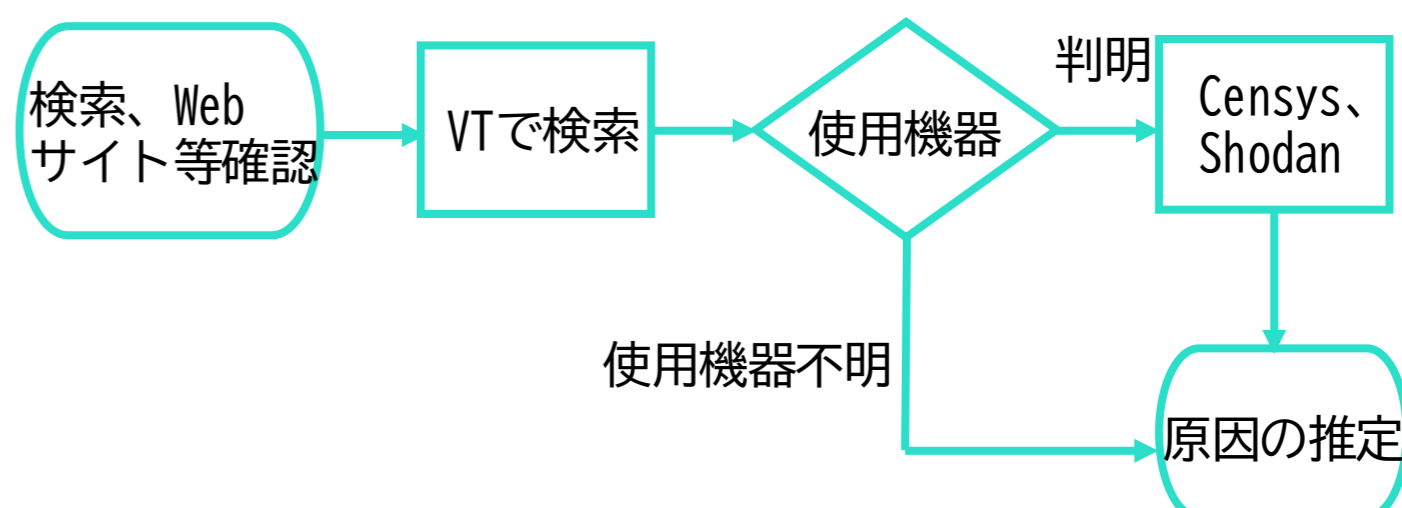 検索、Web
サイト等確認
VTで検索
使用機器
判明
Censys、
Shodan
使用機器不明
原因の推定